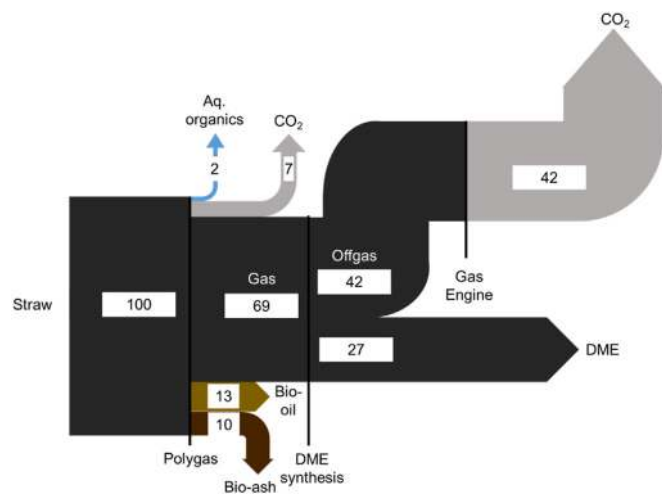 CO₂
Aq.
organics
CO₂
2
7
42
Straw
100
Gas
69
Offgas
42
Gas
Engine
27
DME
13
Bio-
oil
10
Polygas
DME
synthesis
Bio-ash